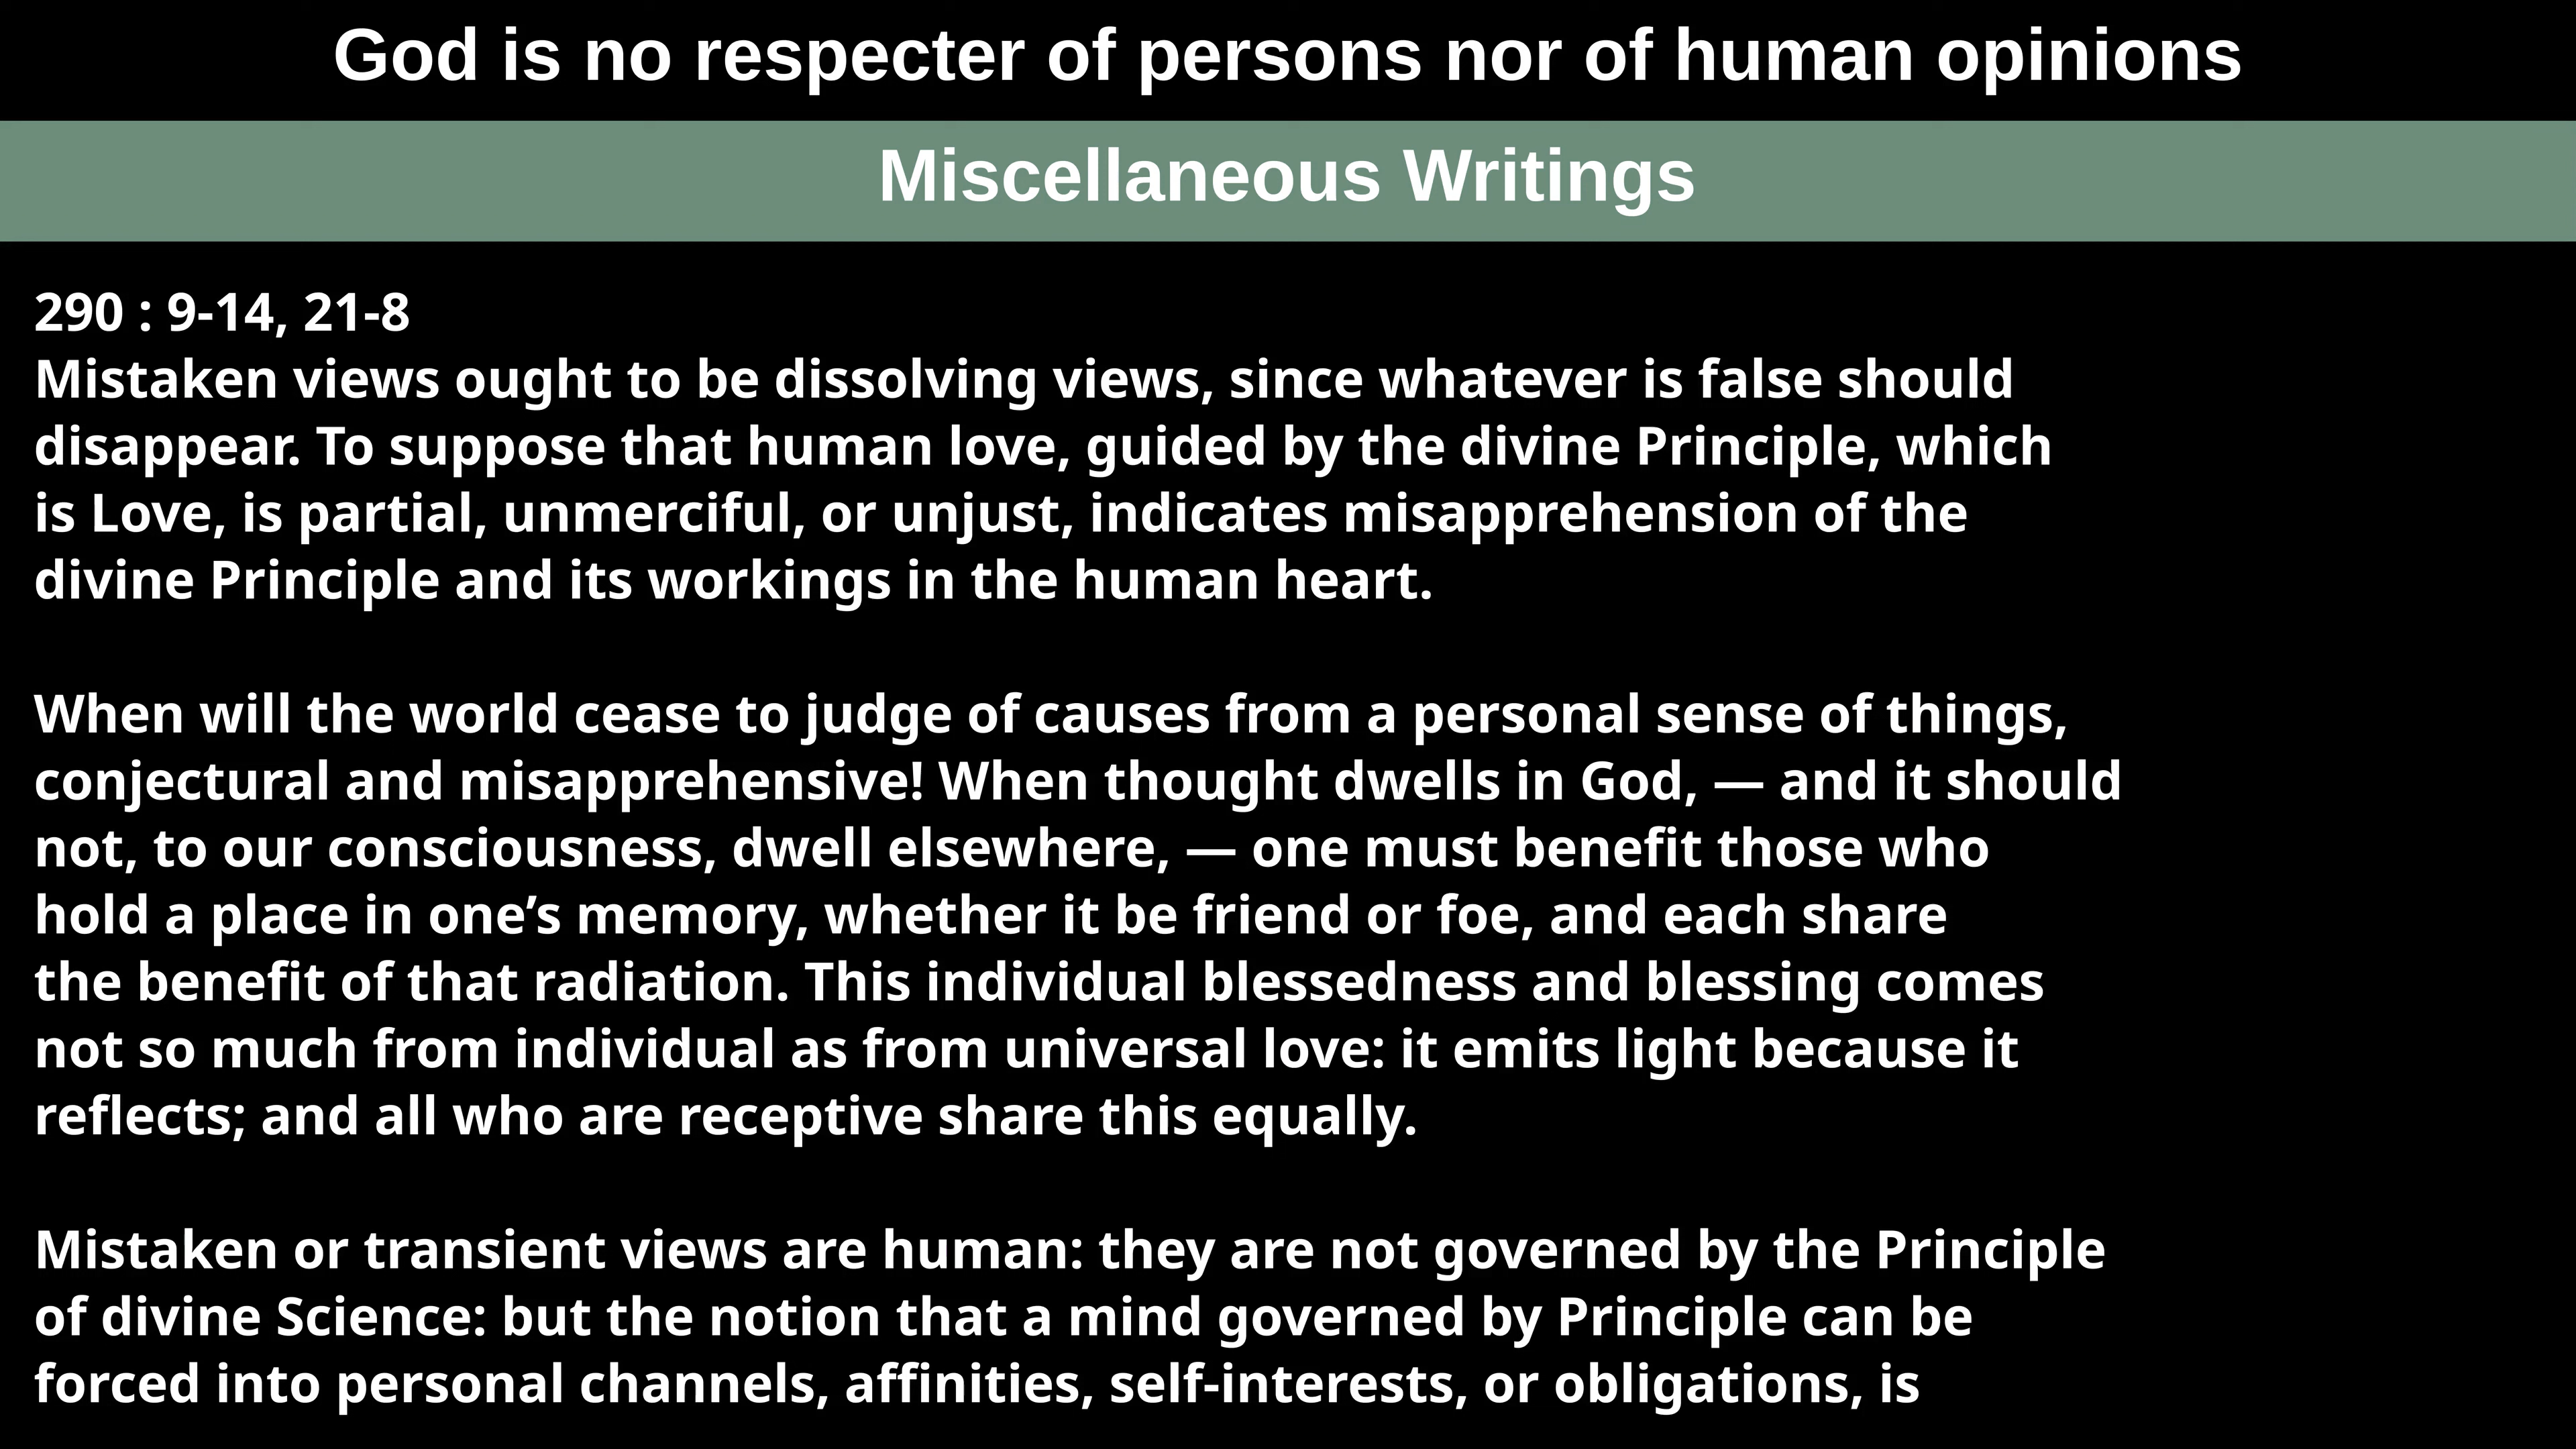 God is no respecter of persons nor of human opinions
Miscellaneous Writings
290 : 9-14, 21-8
Mistaken views ought to be dissolving views, since whatever is false should
disappear. To suppose that human love, guided by the divine Principle, which
is Love, is partial, unmerciful, or unjust, indicates misapprehension of the
divine Principle and its workings in the human heart.
When will the world cease to judge of causes from a personal sense of things,
conjectural and misapprehensive! When thought dwells in God, — and it should
not, to our consciousness, dwell elsewhere, — one must benefit those who
hold a place in one’s memory, whether it be friend or foe, and each share
the benefit of that radiation. This individual blessedness and blessing comes
not so much from individual as from universal love: it emits light because it
reflects; and all who are receptive share this equally.
Mistaken or transient views are human: they are not governed by the Principle
of divine Science: but the notion that a mind governed by Principle can be
forced into personal channels, affinities, self-interests, or obligations, is